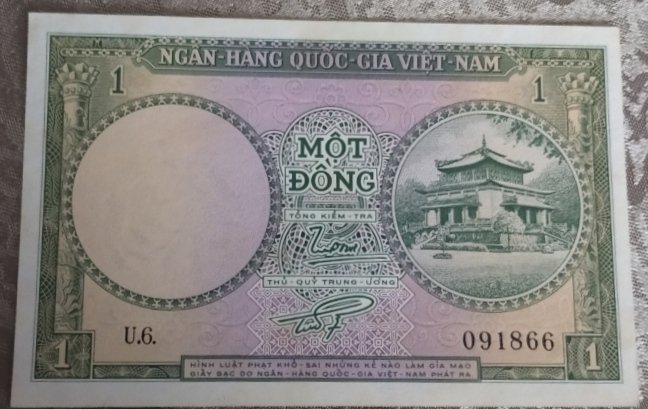 NGÂN-HÀNG QUỐC-GIA VIỆT-NAM
1
1
MỘT
ĐỒNG
TỔNG KIỂM-TRA
THỦ-QUỸ TRUNG-ƯƠNG
U.6.
091866
1
1
HÌNH LUẬT PHẠT KHỔ-SAI NHỮNG KẺ NÀO LÀM GIẢ MẠO
GIẤY BẠC DO NGÂN-HÀNG QUỐC-GIA VIỆT-NAM PHÁT RA